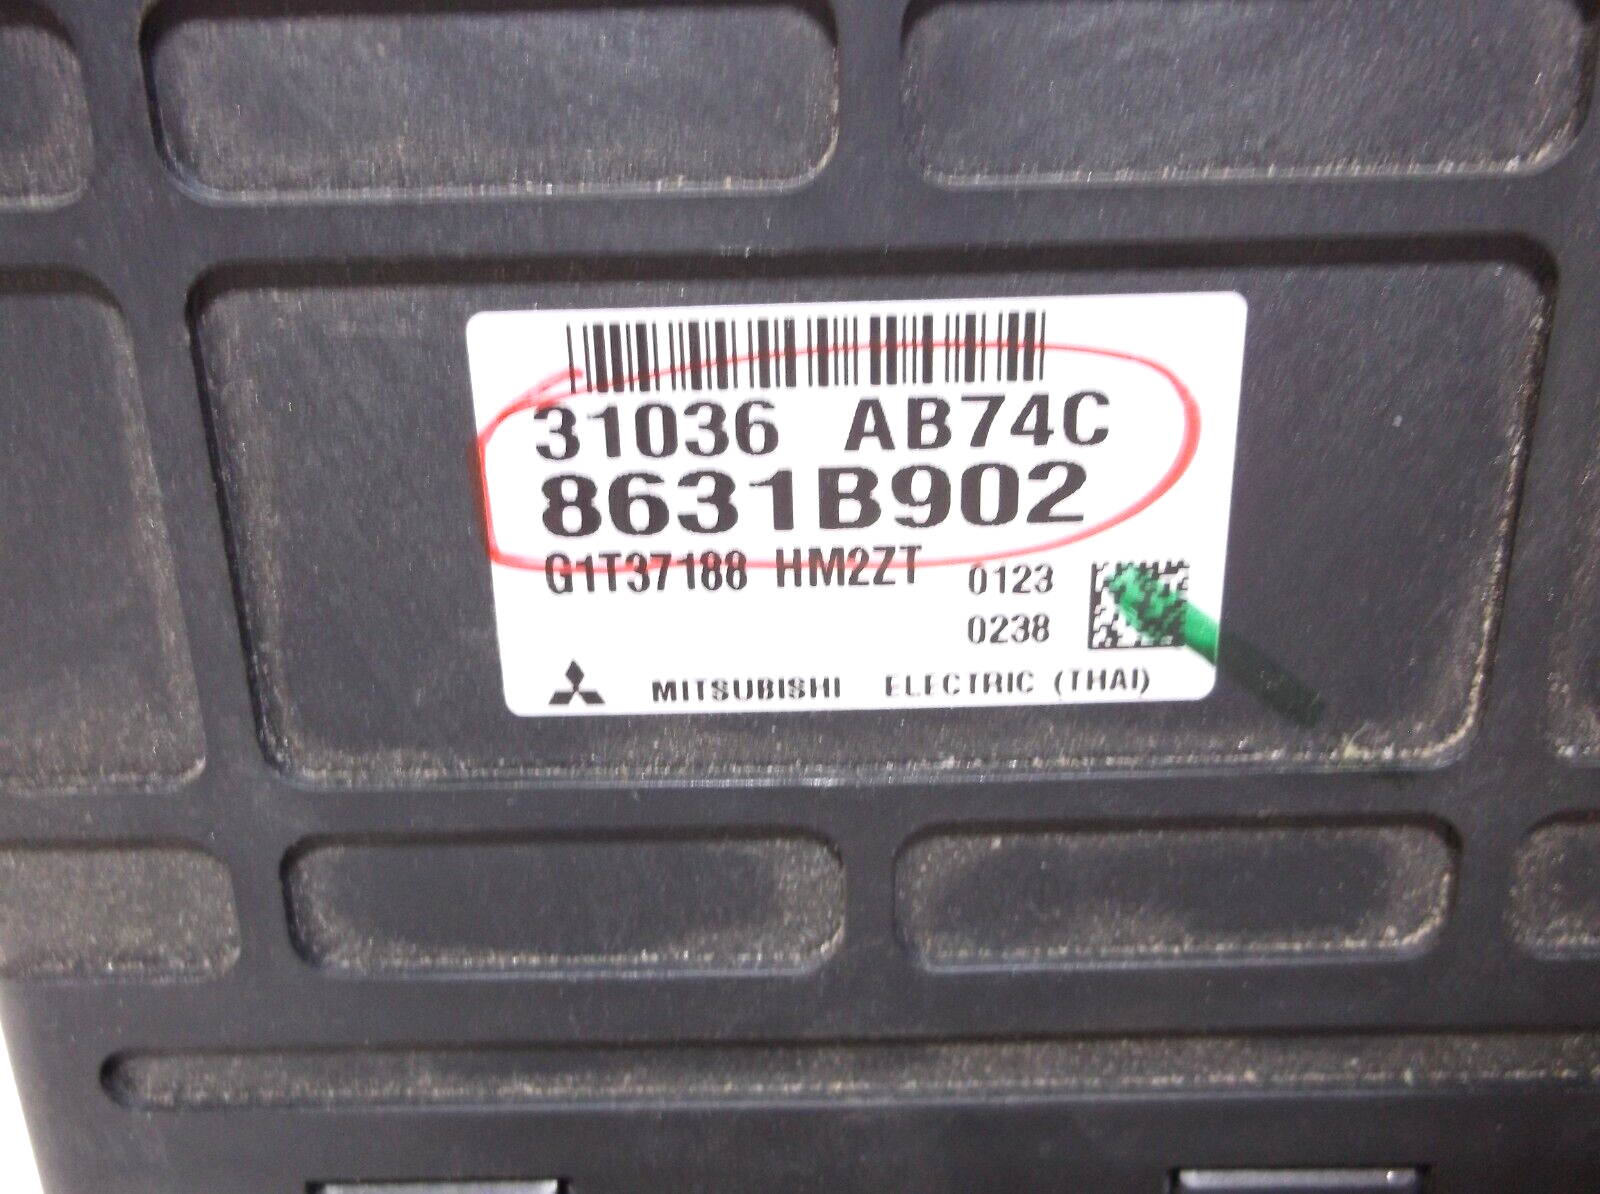 31036 AB74C
8631B902
G1T37188 HM2ZT 0123
0238
MITSUBISHI ELECTRIC (THAI)